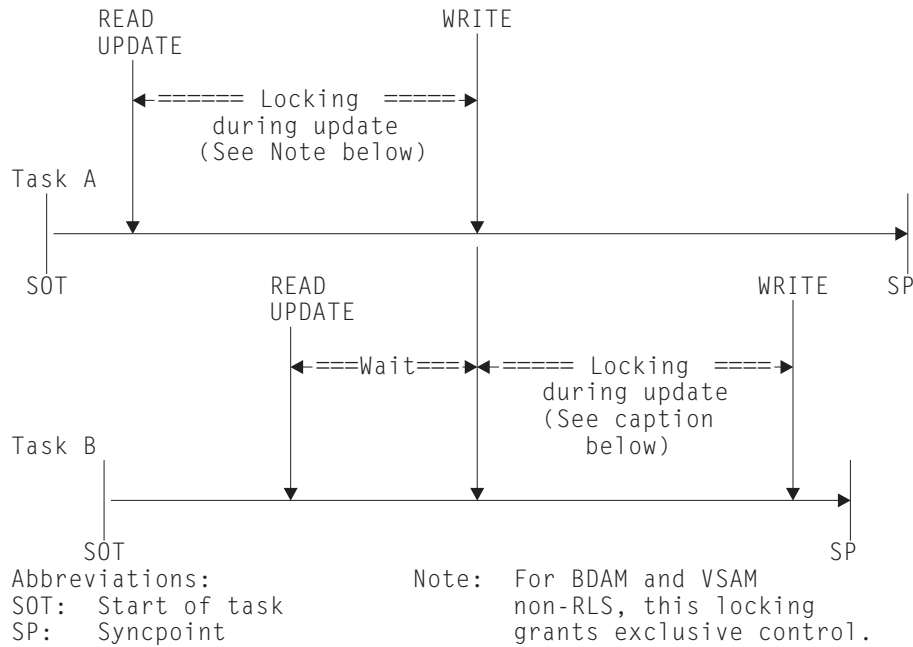 READ WRITE
UPDATE
====== Locking =====
during update
(See Note below)
Task A
SOT READ WRITE SP
UPDATE
===Wait=== ===== Locking ====
during update
(See caption
below)
Task B
SOT SP
Abbreviations: Note: For BDAM and VSAM
SOT: Start of task non-RLS, this locking
SP: Syncpoint grants exclusive control.